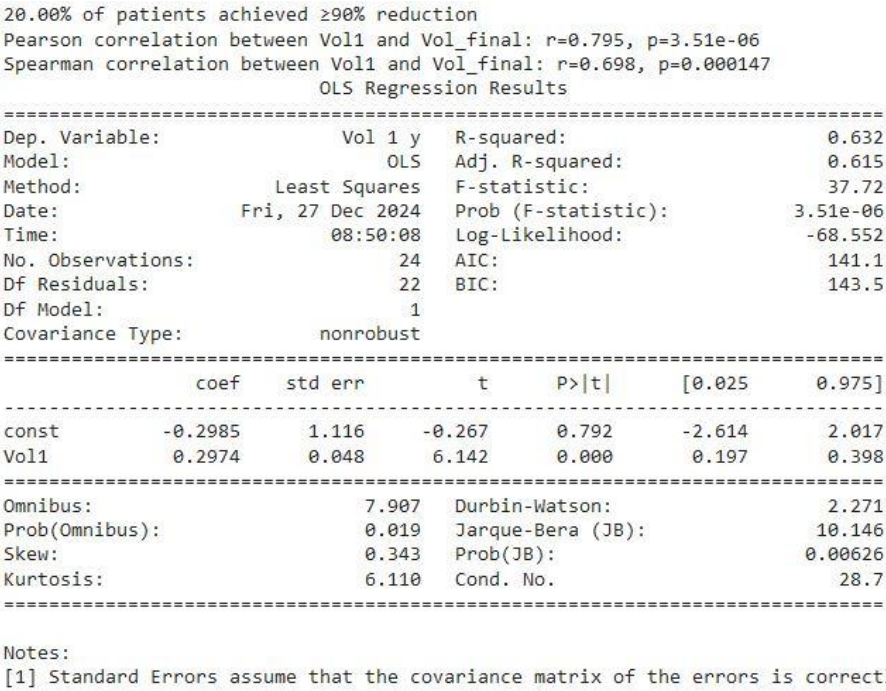 20.00% of patients achieved ≥90% reduction
Pearson correlation between Vol1 and Vol_final: r=0.795, p=3.51e-06
Spearman correlation between Vol1 and Vol_final: r=0.698, p=0.000147
OLS Regression Results
==============================================================================
Dep. Variable: Vol 1 y R-squared: 0.632
Model: OLS Adj. R-squared: 0.615
Method: Least Squares F-statistic: 37.72
Date: Fri, 27 Dec 2024 Prob (F-statistic): 3.51e-06
Time: 08:50:08 Log-Likelihood: -68.552
No. Observations: 24 AIC: 141.1
Df Residuals: 22 BIC: 143.5
Df Model: 1
Covariance Type: nonrobust
==============================================================================
coef std err t P>|t| [0.025 0.975]
------------------------------------------------------------------------------
const -0.2985 1.116 -0.267 0.792 -2.614 2.017
Vol1 0.2974 0.048 6.142 0.000 0.197 0.398
==============================================================================
Omnibus: 7.907 Durbin-Watson: 2.271
Prob(Omnibus): 0.019 Jarque-Bera (JB): 10.146
Skew: 0.343 Prob(JB): 0.00626
Kurtosis: 6.110 Cond. No. 28.7
==============================================================================
Notes:
[1] Standard Errors assume that the covariance matrix of the errors is correct